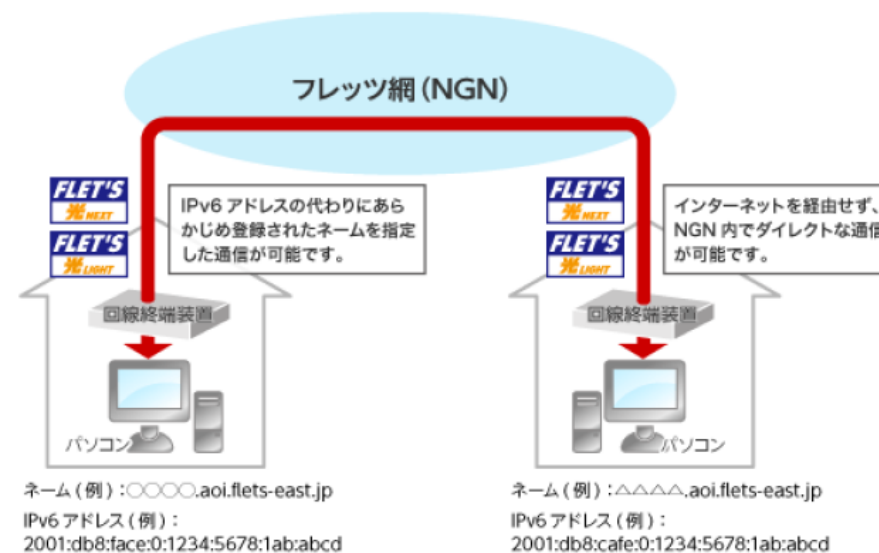 フレッツ網(NGN)
FLET'S
光NEXT
FLET'S
光LIGHT
IPv6 アドレスの代わりにあら
かじめ登録されたネームを指定
した通信が可能です。
回線終端装置
パソコン
ネーム(例):○○○○.aoi.flets-east.jp
IPv6 アドレス(例):
2001:db8:face:0:1234:5678:1ab:abcd
FLET'S
光NEXT
FLET'S
光LIGHT
インターネットを経由せず、
NGN 内でダイレクトな通信
が可能です。
回線終端装置
パソコン
ネーム(例):△△△△.aoi.flets-east.jp
IPv6 アドレス(例):
2001:db8:cafe:0:1234:5678:1ab:abcd